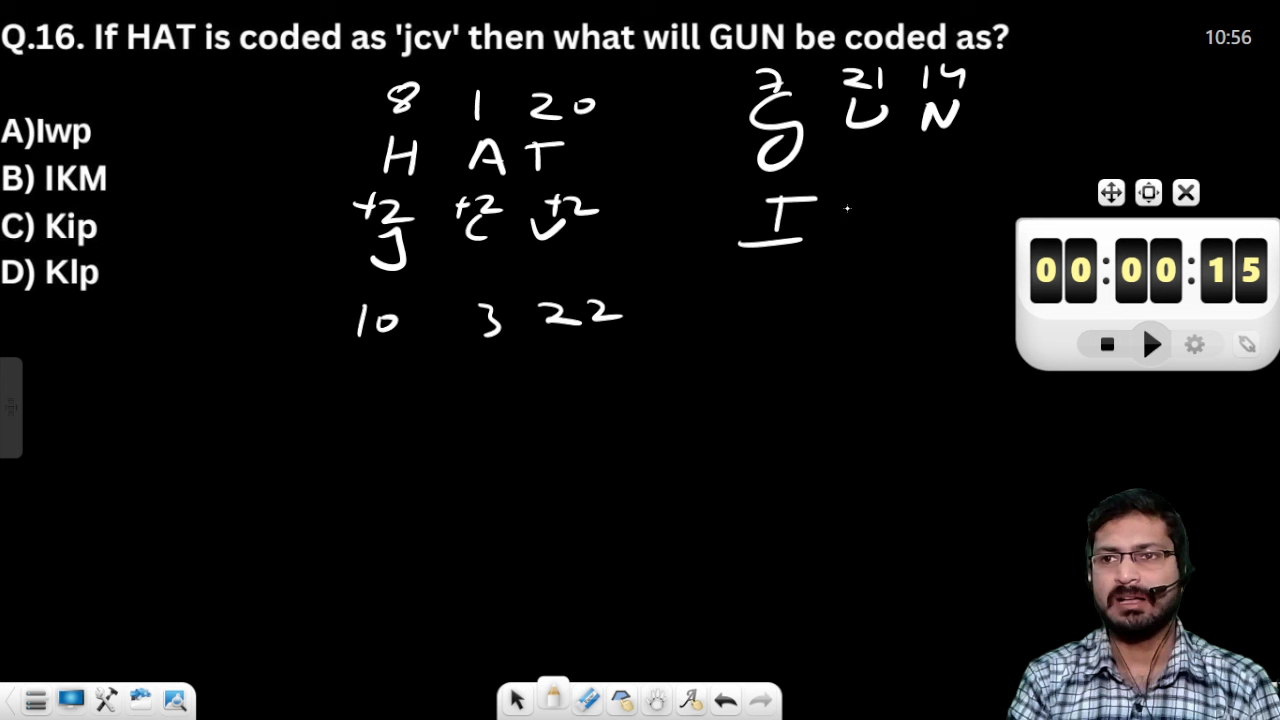 Q.16. If HAT is coded as 'jcv' then what will GUN be coded as?
10:56
A)Iwp
B) IKM
C) Kip
D) Klp
8 1 20
H A T
+2 +2 +2
J C V
10 3 22
7 21 14
G U N
I
00:00:15